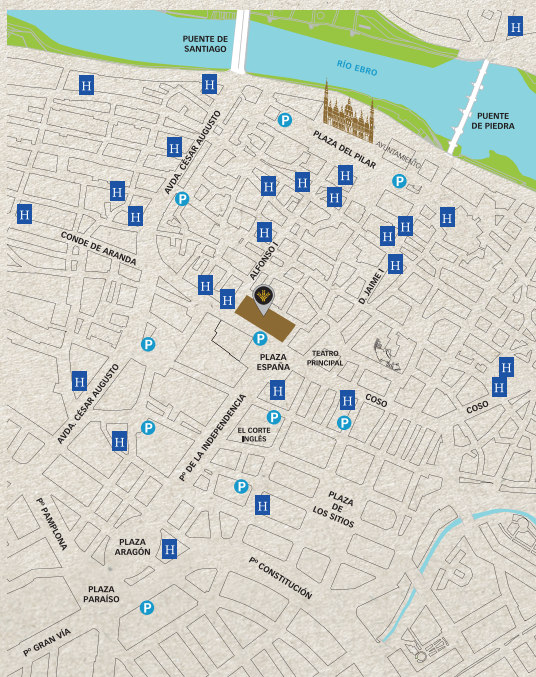 H
PUENTE DE
SANTIAGO
RÍO EBRO
H
H
PUENTE
DE PIEDRA
P
AVDA. CÉSAR AUGUSTO
PLAZA DEL PILAR
AYUNTAMIENTO
H
H
H
H
H
P
H
P
H
H
H
H
H
H
CONDE DE ARANDA
ALFONSO I
H
H
D. JAIME I
H
H
P
P
PLAZA
ESPAÑA
TEATRO
PRINCIPAL
H
H
H
AVDA. CÉSAR AUGUSTO
H
H
COSO
COSO
Pº DE LA INDEPENDENCIA
P
P
P
EL CORTE
INGLÉS
H
P
H
PLAZA
DE
LOS SITIOS
Pº PAMPLONA
PLAZA
ARAGÓN
H
Pº CONSTITUCIÓN
PLAZA
PARAÍSO
P
Pº GRAN VÍA